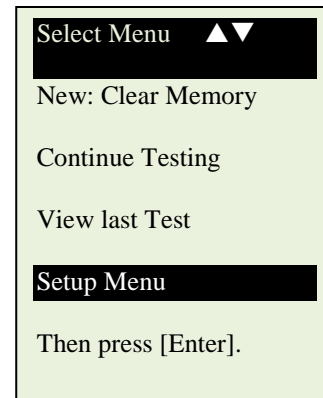 Select Menu ▲▼
New: Clear Memory
Continue Testing
View last Test
Setup Menu
Then press [Enter].